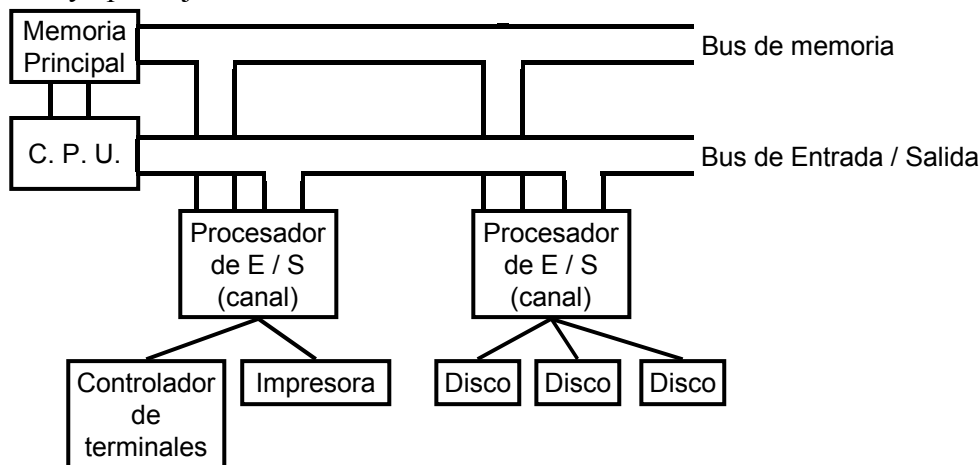 Memoria
Principal
Bus de memoria
C. P. U.
Bus de Entrada / Salida
Procesador
de E / S
(canal)
Procesador
de E / S
(canal)
Controlador
de
terminales
Impresora
Disco
Disco
Disco